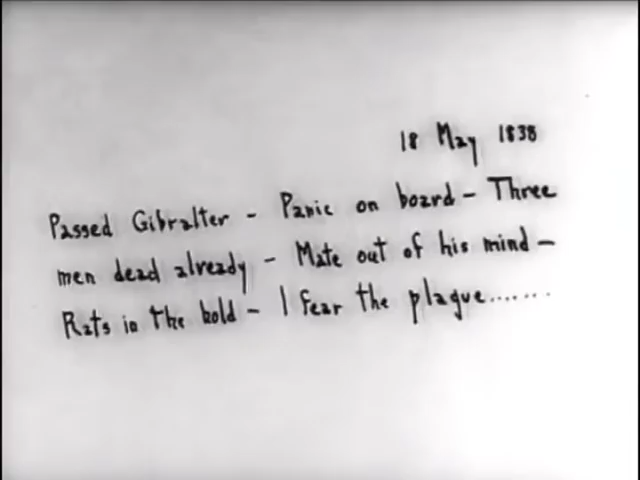 18 May 1838
Passed Gibralter - Panic on board - Three
men dead already - Mate out of his mind -
Rats in the hold - I fear the plague.......